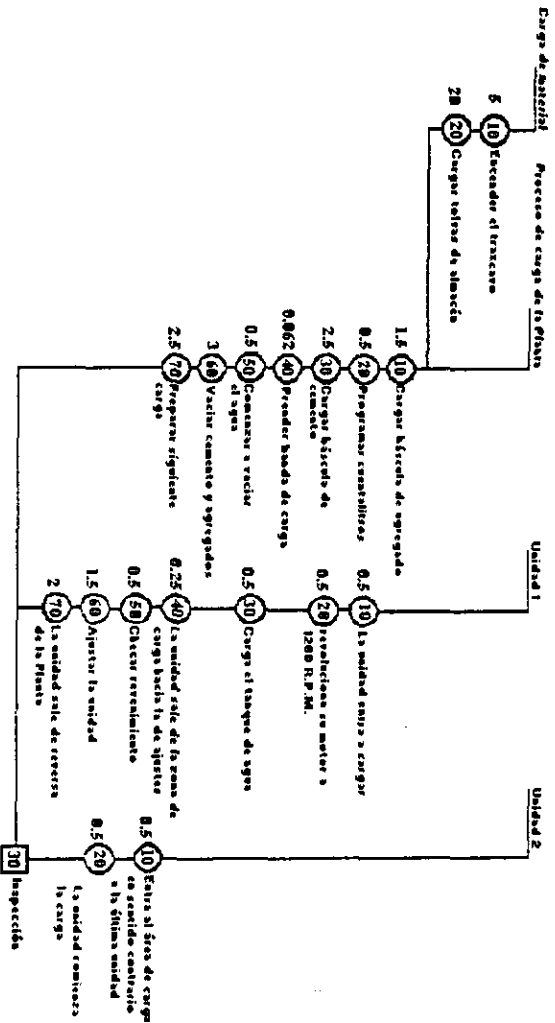 Carga de Material
5
10
Encender el traxcavo
20
20
Cargar tolvas de almacén
Proceso de carga de la Planta
1.5
10
Cargar báscula de agregado
0.5
20
Programar cuentalitros
2.5
30
Cargar báscula de
cemento
0.062
40
Prender banda de carga
0.5
50
Comenzar a vaciar
el agua
3
60
Vaciar cemento y agregados
2.5
70
Preparar siguiente
carga
Unidad 1
0.5
10
La unidad entra a cargar
0.5
20
revoluciona su motor a
1200 R.P.M.
0.5
30
Carga el tanque de agua
0.25
40
La unidad sale de la zona de
carga hacia la de ajustes
0.5
50
Checar revenimiento
1.5
60
Ajustar la unidad
2
70
La unidad sale de reversa
de la Planta
Unidad 2
0.5
10
Entra al área de carga
en sentido contrario
a la última unidad
0.5
20
La unidad comienza
la carga
30
Inspección